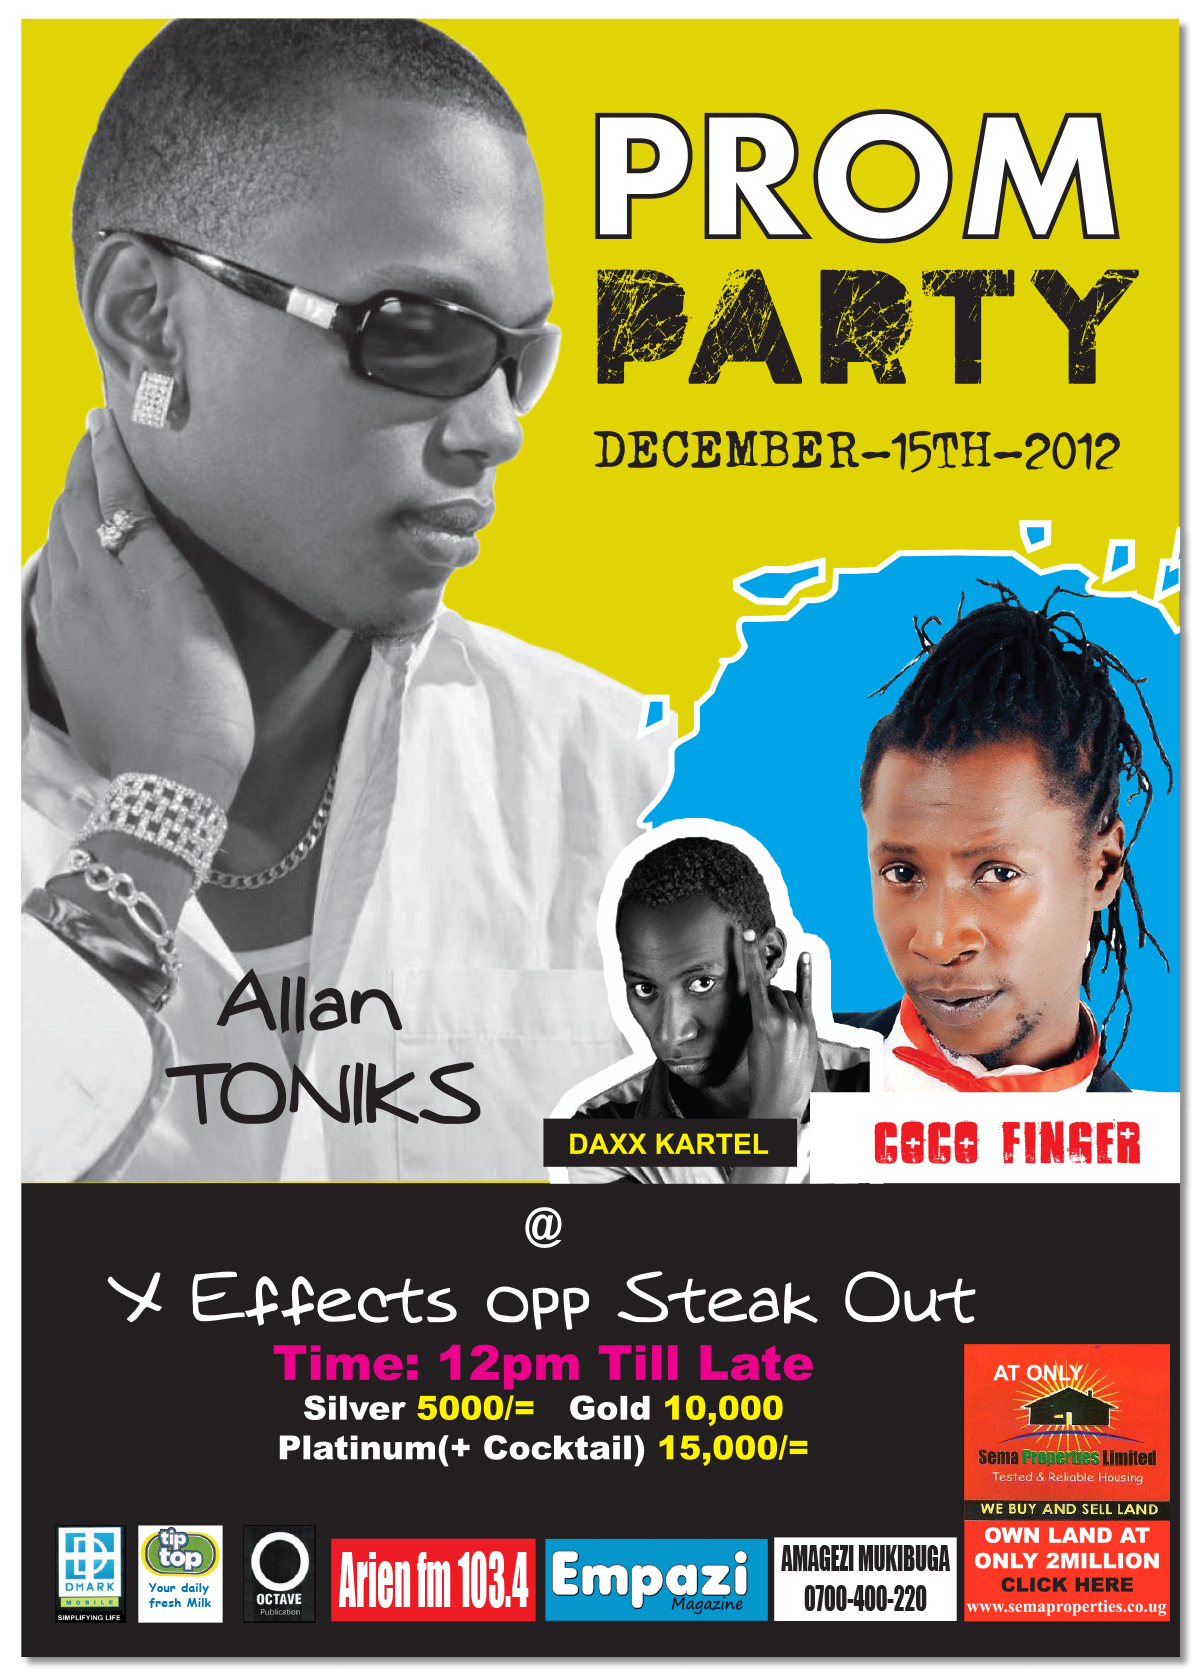 PROM
PARTY
DECEMBER-15TH-2012
Allan
TONIKS
DAXX KARTEL
COCO FINGER
@
X Effects opp Steak Out
Time: 12pm Till Late
Silver 5000/= Gold 10,000
Platinum(+ Cocktail) 15,000/=
AT ONLY
Sema Properties Limited
Tested & Reliable Housing
WE BUY AND SELL LAND
OWN LAND AT
ONLY 2MILLION
CLICK HERE
www.semaproperties.co.ug
DMARK
MOBILE
SIMPLIFYING LIFE
tip
top
Your daily
fresh Milk
OCTAVE
Publication
Arien fm 103.4
Empazi
Magazine
AMAGEZI MUKIBUGA
0700-400-220